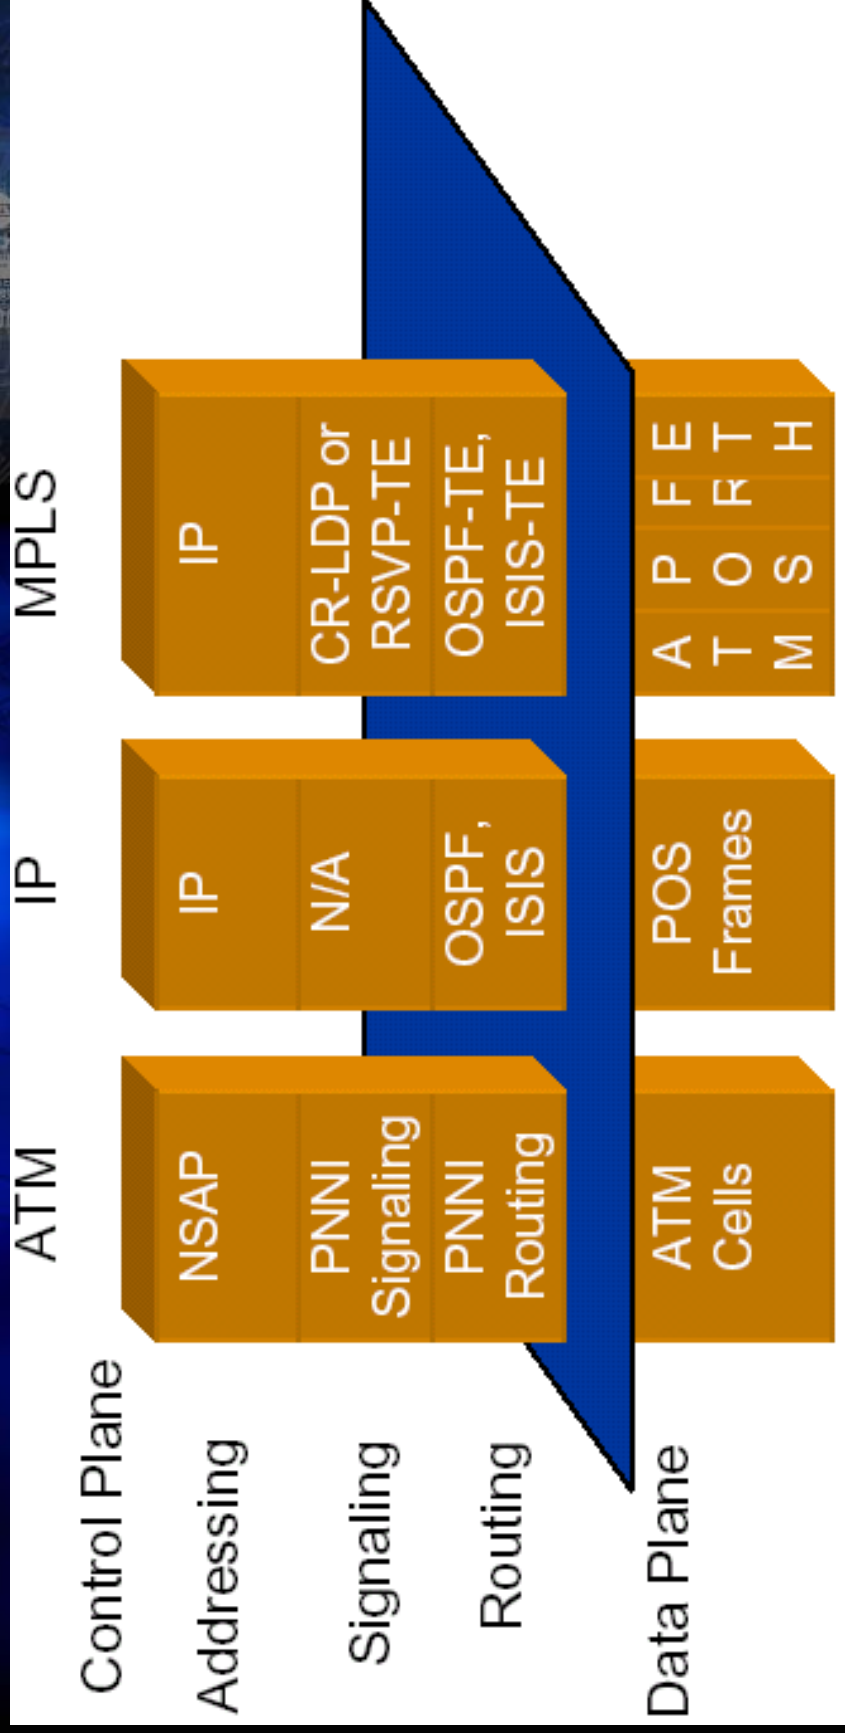 ATM IP MPLS
Control Plane
Addressing NSAP IP IP
Signaling PNNI Signaling N/A CR-LDP or RSVP-TE
Routing PNNI Routing OSPF, ISIS OSPF-TE, ISIS-TE
Data Plane ATM Cells POS Frames
A P F E
T O R T
M S H